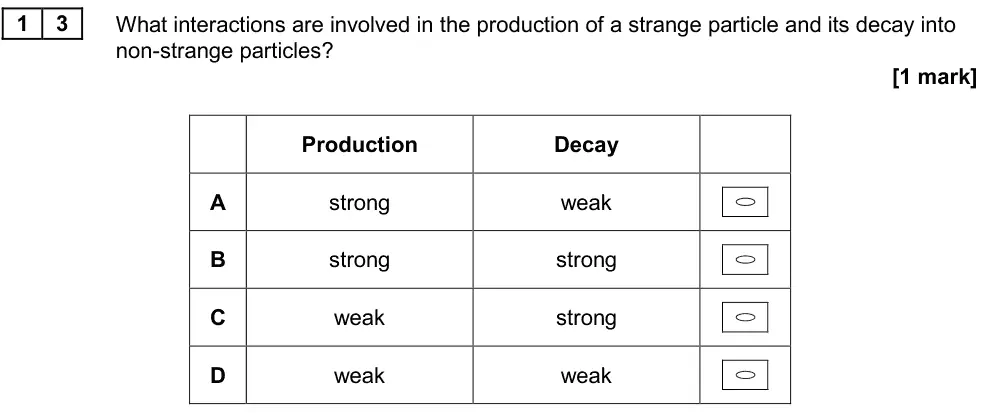 1 3 What interactions are involved in the production of a strange particle and its decay into
non-strange particles?
[1 mark]
Production Decay
A strong weak
B strong strong
C weak strong
D weak weak